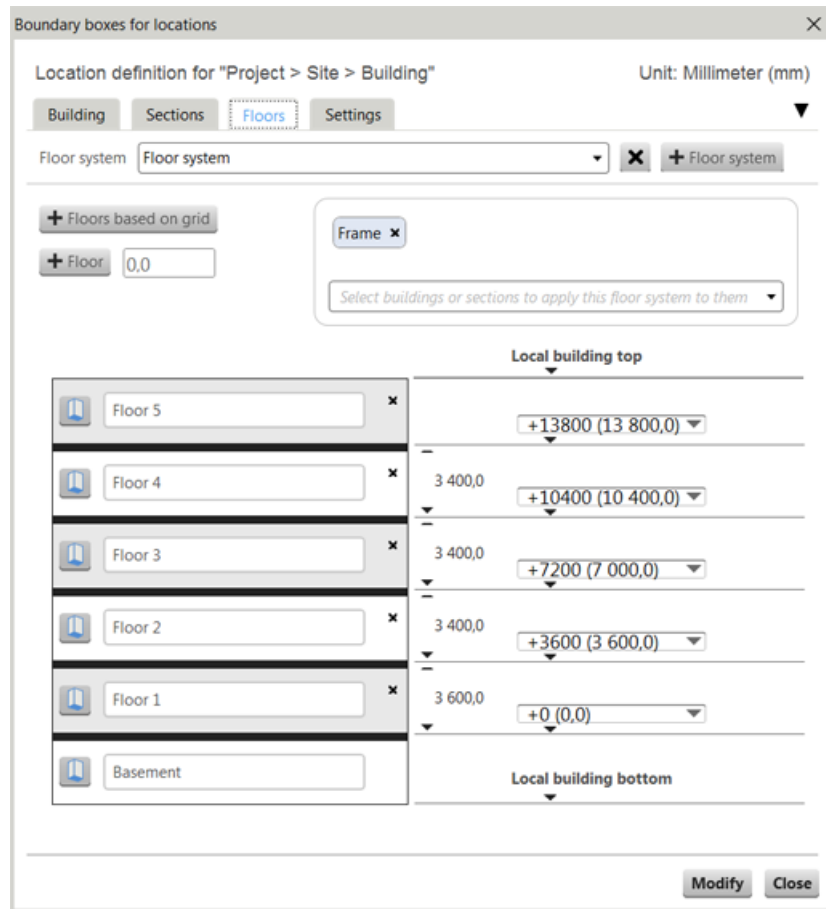 Boundary boxes for locations
Location definition for "Project > Site > Building" Unit: Millimeter (mm)
Building Sections Floors Settings
Floor system Floor system + Floor system
+ Floors based on grid
Frame ×
+ Floor 0,0
Select buildings or sections to apply this floor system to them
Local building top
Floor 5
+13800 (13 800,0)
Floor 4 3 400,0
+10400 (10 400,0)
Floor 3 3 400,0
+7200 (7 000,0)
Floor 2 3 400,0
+3600 (3 600,0)
Floor 1 3 600,0
+0 (0,0)
Basement
Local building bottom
Modify Close